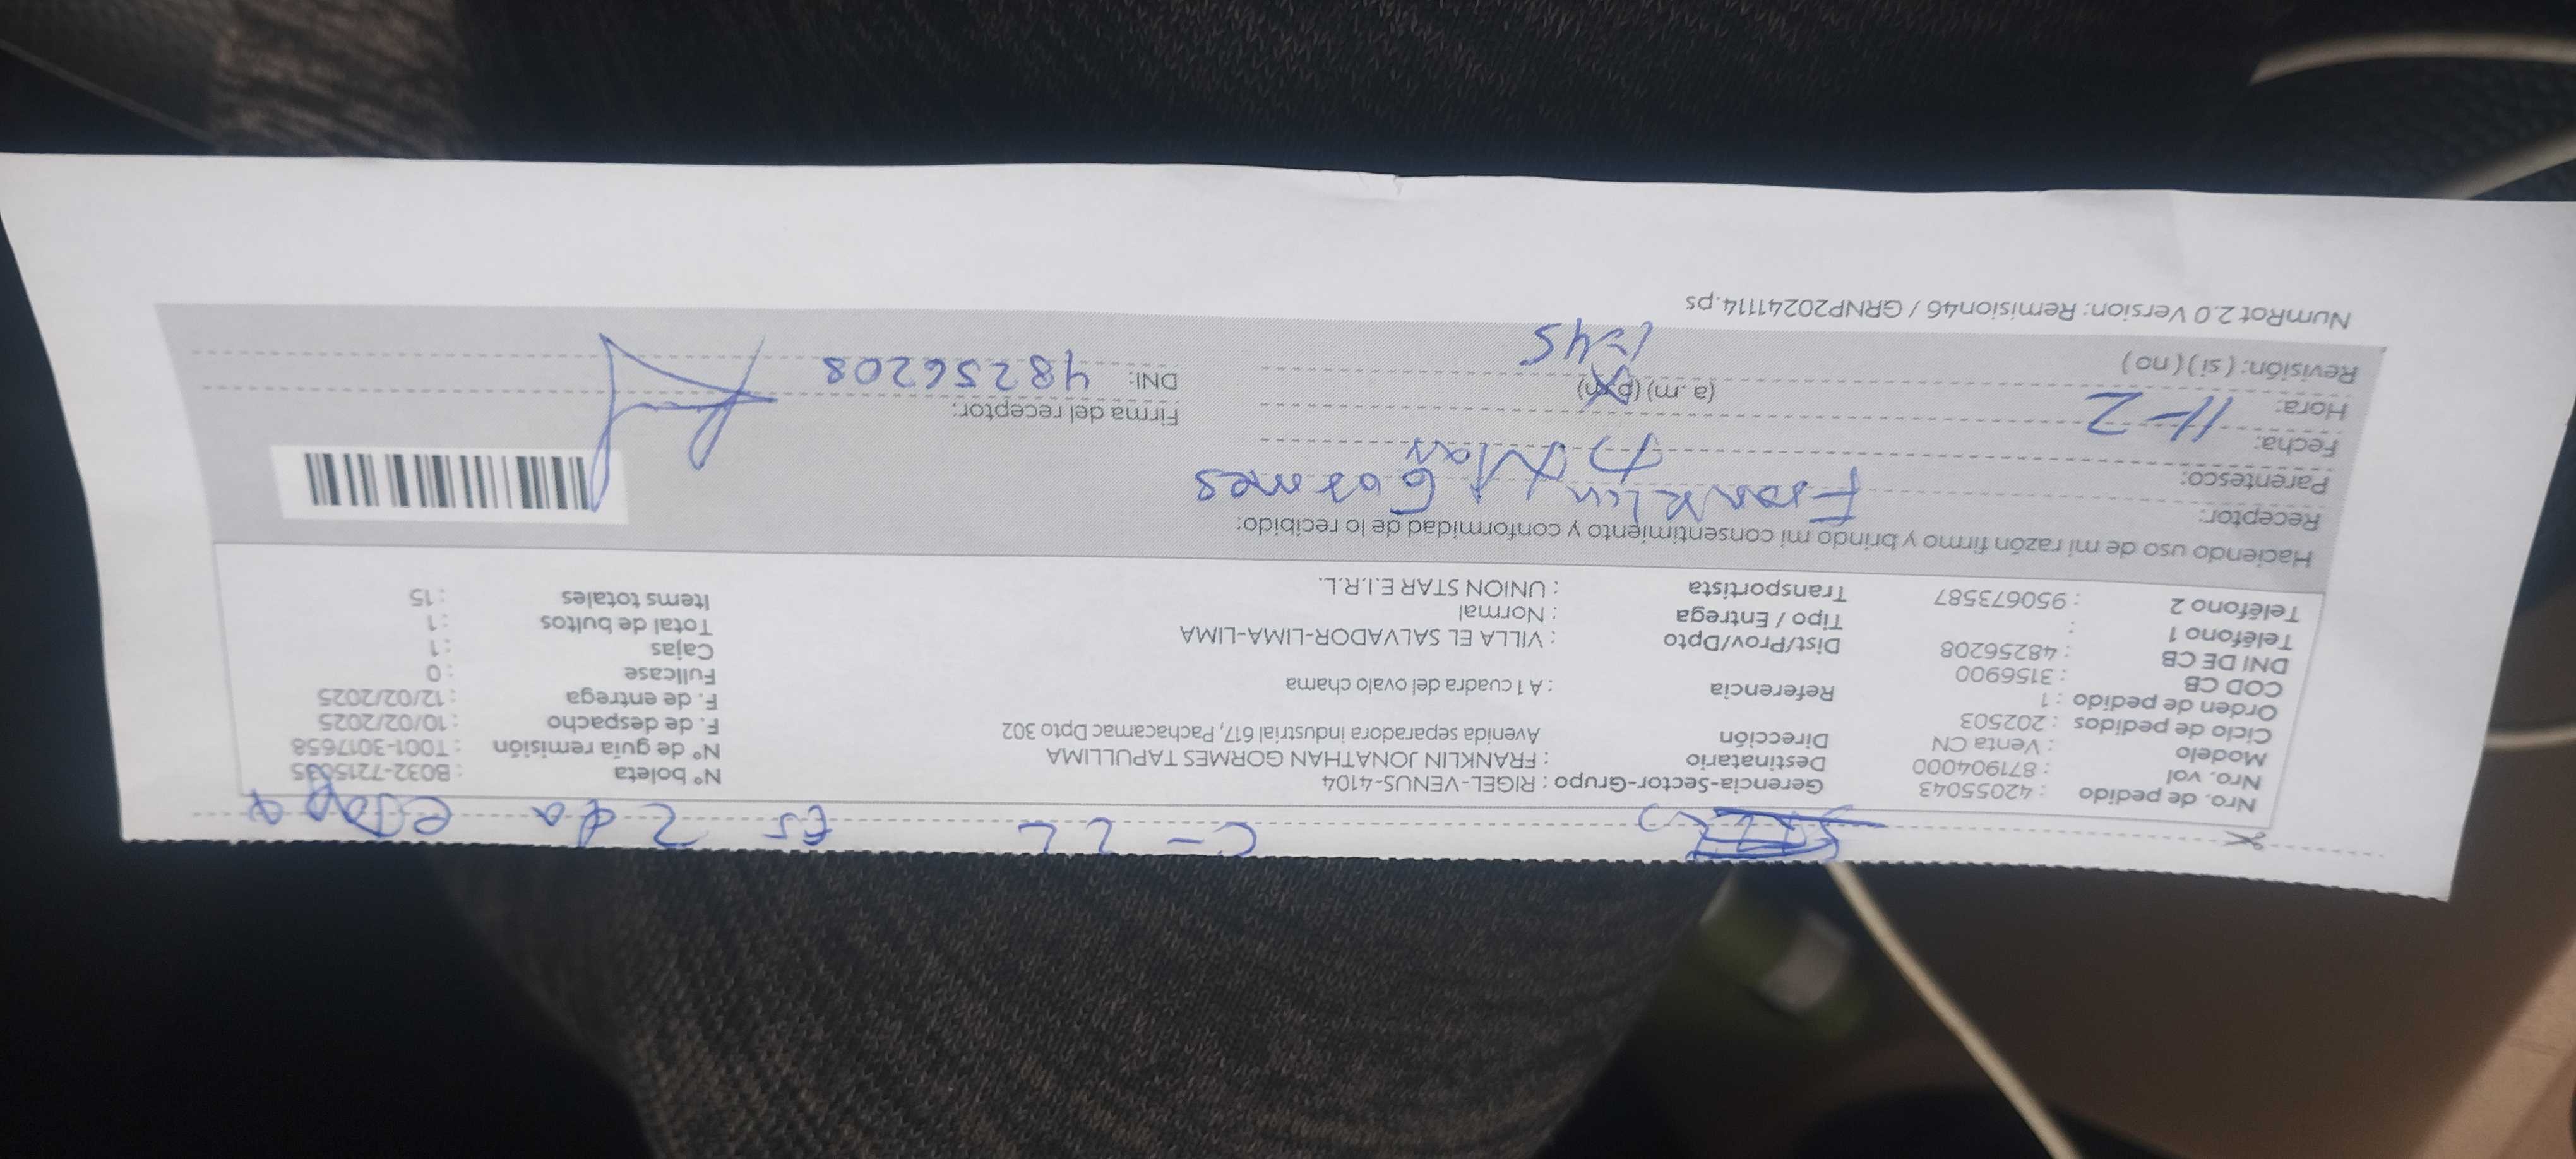 C-22 es 2da etapa
Nro. de pedido : 42055043 Gerencia-Sector-Grupo : RIGEL-VENUS-4104 N° boleta : B032-7215035
Nro. vol : 871904000 Destinatario : FRANKLIN JONATHAN GORMES TAPULLIMA N° de guía remisión : T001-3017658
Modelo : Venta CN Dirección Avenida separadora industrial 617, Pachacamac Dpto 302 F. de despacho : 10/02/2025
Ciclo de pedidos : 202503 F. de entrega : 12/02/2025
Orden de pedido : 1 Referencia : A 1 cuadra del ovalo chama Fullcase : 0
COD CB : 3156900 Cajas : 1
DNI DE CB : 48256208 Dist/Prov/Dpto : VILLA EL SALVADOR-LIMA-LIMA Total de bultos : 1
Teléfono 1 : Tipo / Entrega : Normal Items totales : 15
Teléfono 2 : 950673587 Transportista : UNION STAR E.I.R.L.
Haciendo uso de mi razón firmo y brindo mi consentimiento y conformidad de lo recibido:
Receptor: Franklin Gormes
Parentesco:
Fecha: 11-2 Firma del receptor:
Hora: (a.m) (p.m) 1:45 DNI: 48256208
Revisión: ( si ) ( no )
NumRot 2.0 Version: Remision46 / GRNP20241114.ps